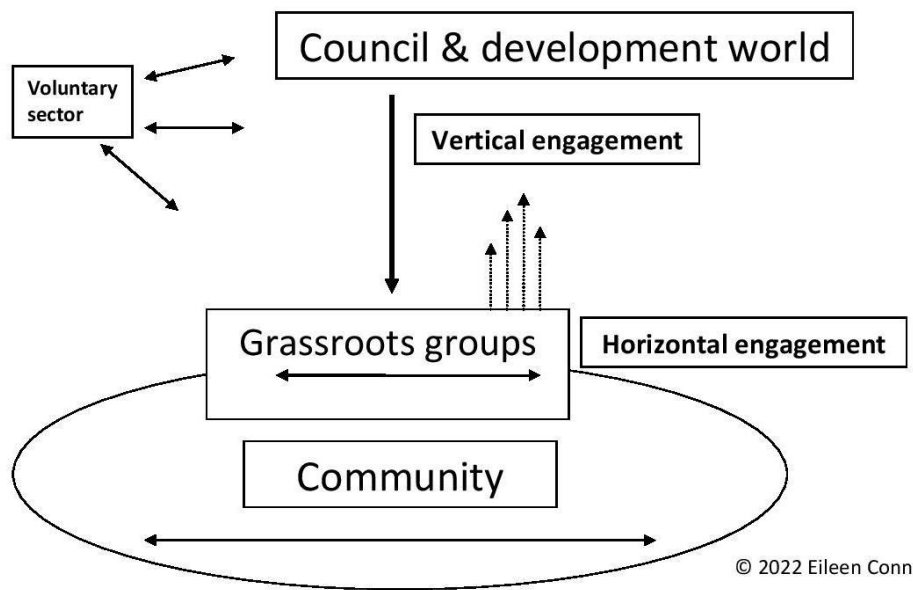 Council & development world
Voluntary
sector
Vertical engagement
Grassroots groups
Horizontal engagement
Community
© 2022 Eileen Conn